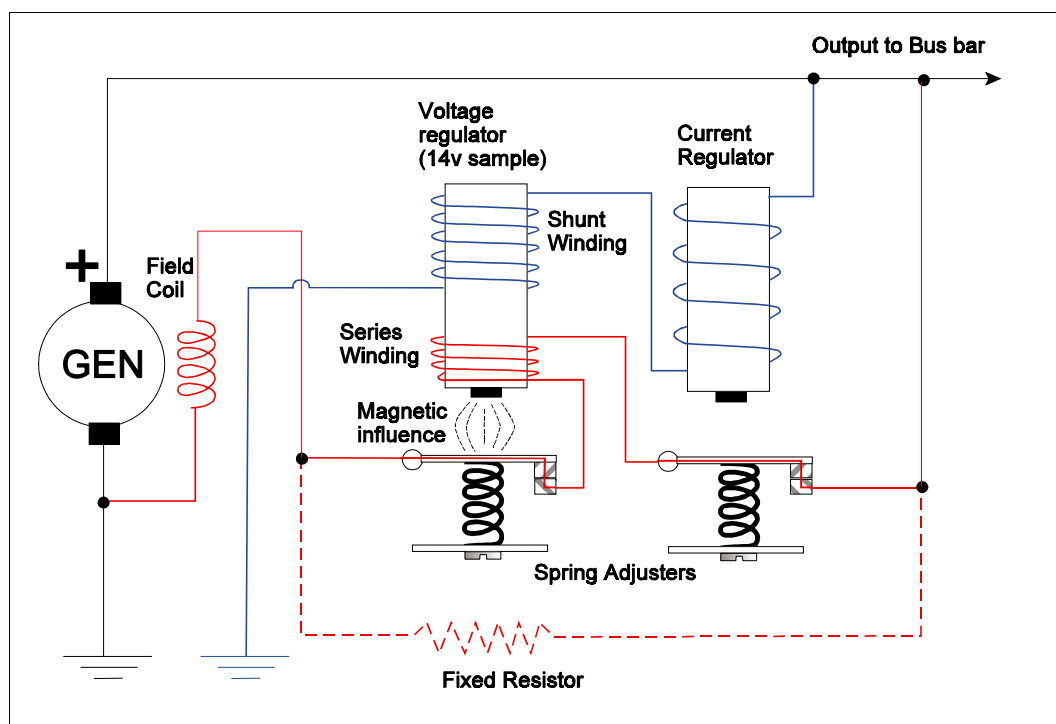 Output to Bus bar
Voltage
regulator
(14v sample)
Current
Regulator
Shunt
Winding
+
Field
Coil
GEN
Series
Winding
Magnetic
influence
Spring Adjusters
Fixed Resistor